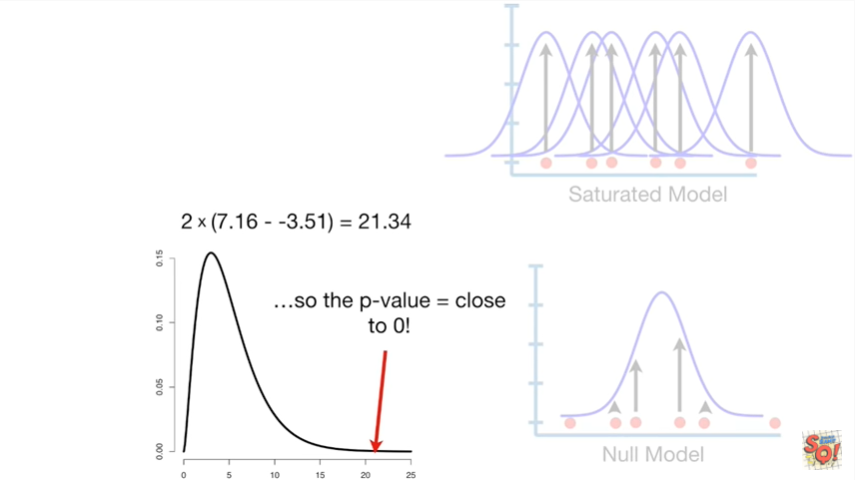 Saturated Model
2 × (7.16 - -3.51) = 21.34
0.15
0.10
0.05
0.00
...so the p-value = close
to 0!
0 5 10 15 20 25
Null Model
SQ!